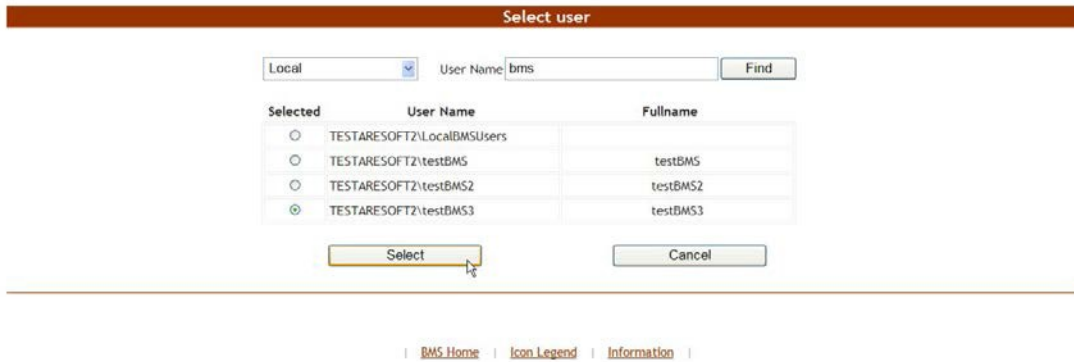 Select user
Local User Name bms Find
Selected User Name Fullname
TESTARESOFT2\LocalBMSUsers
TESTARESOFT2\testBMS testBMS
TESTARESOFT2\testBMS2 testBMS2
TESTARESOFT2\testBMS3 testBMS3
Select Cancel
| BMS Home | Icon Legend | Information |